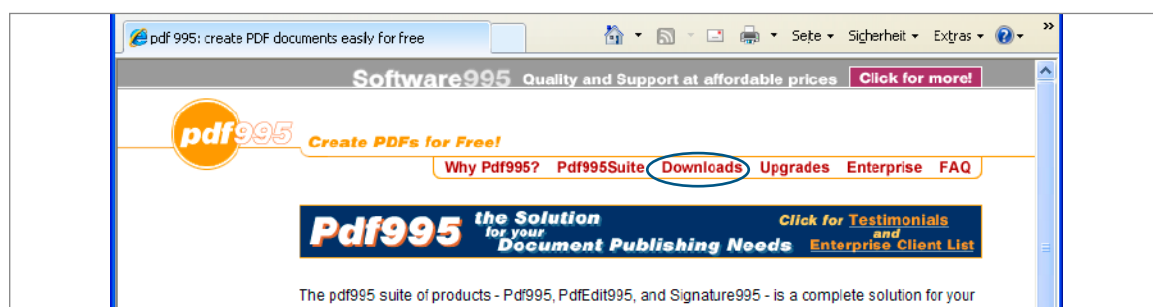 pdf 995: create PDF documents easily for free
Seite Sicherheit Extras
Software995 Quality and Support at affordable prices Click for more!
pdf995
Create PDFs for Free!
Why Pdf995? Pdf995Suite Downloads Upgrades Enterprise FAQ
Pdf995 the Solution
for your
Document Publishing Needs
Click for Testimonials
and
Enterprise Client List
The pdf995 suite of products - Pdf995, PdfEdit995, and Signature995 - is a complete solution for your